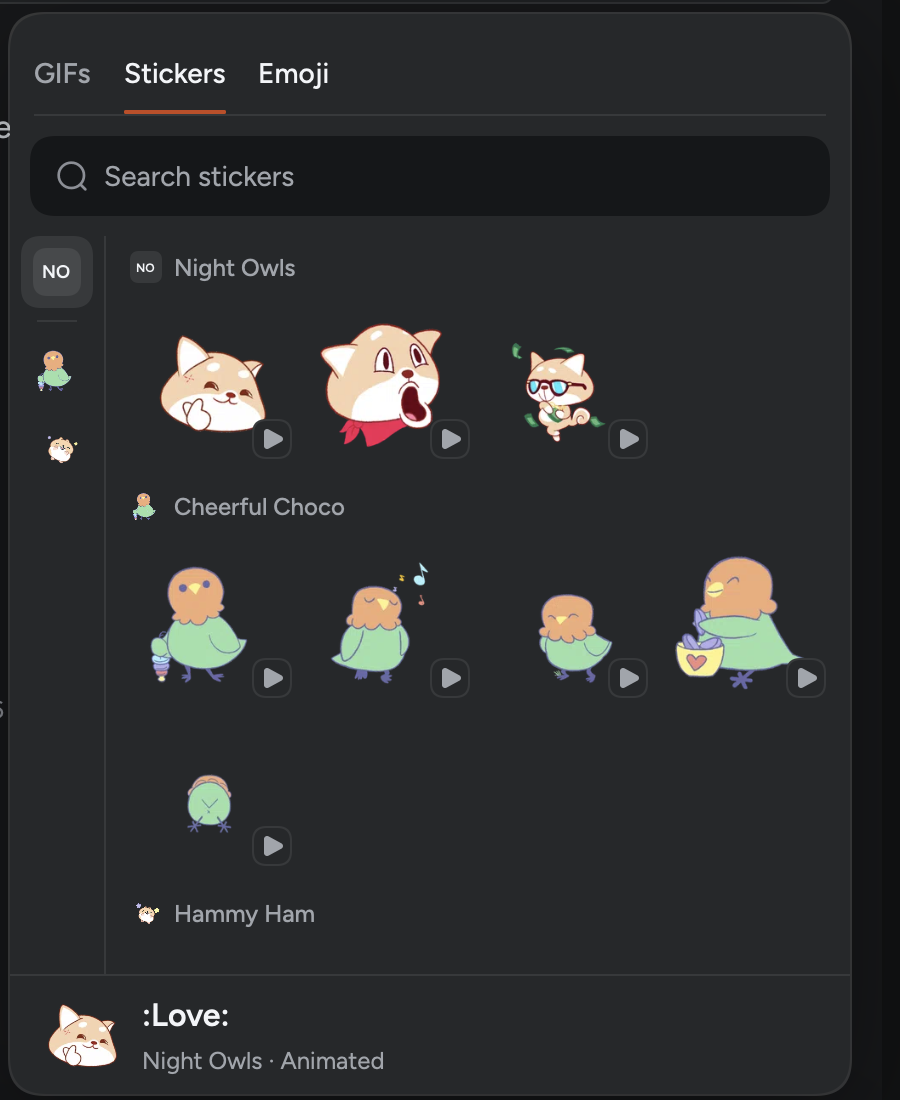 GIFs Stickers Emoji
Search stickers
NO
NO Night Owls
Cheerful Choco
Hammy Ham
:Love:
Night Owls · Animated